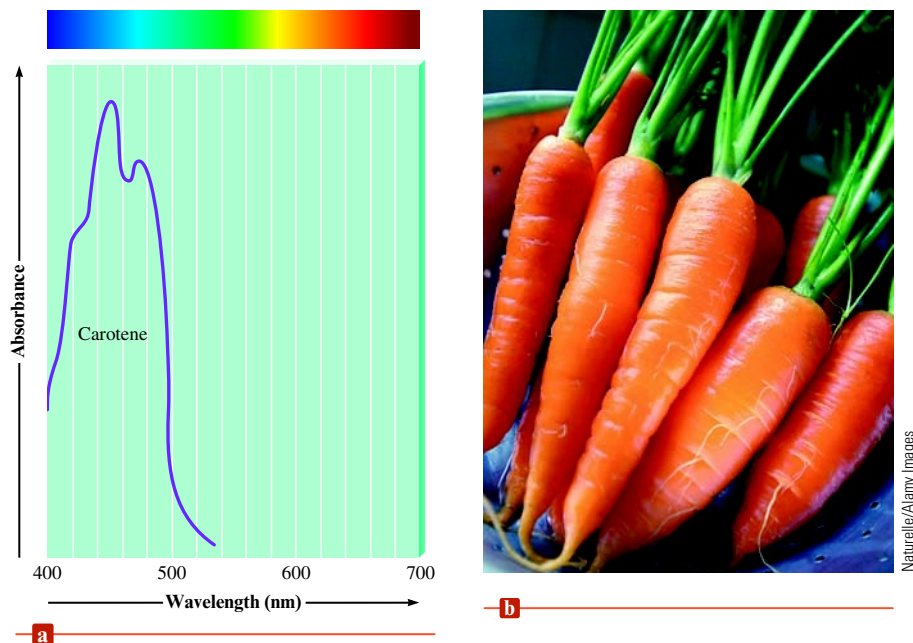 Absorbance
Carotene
400 500 600 700
Wavelength (nm)
a
b
Naturelle/Alamy Images